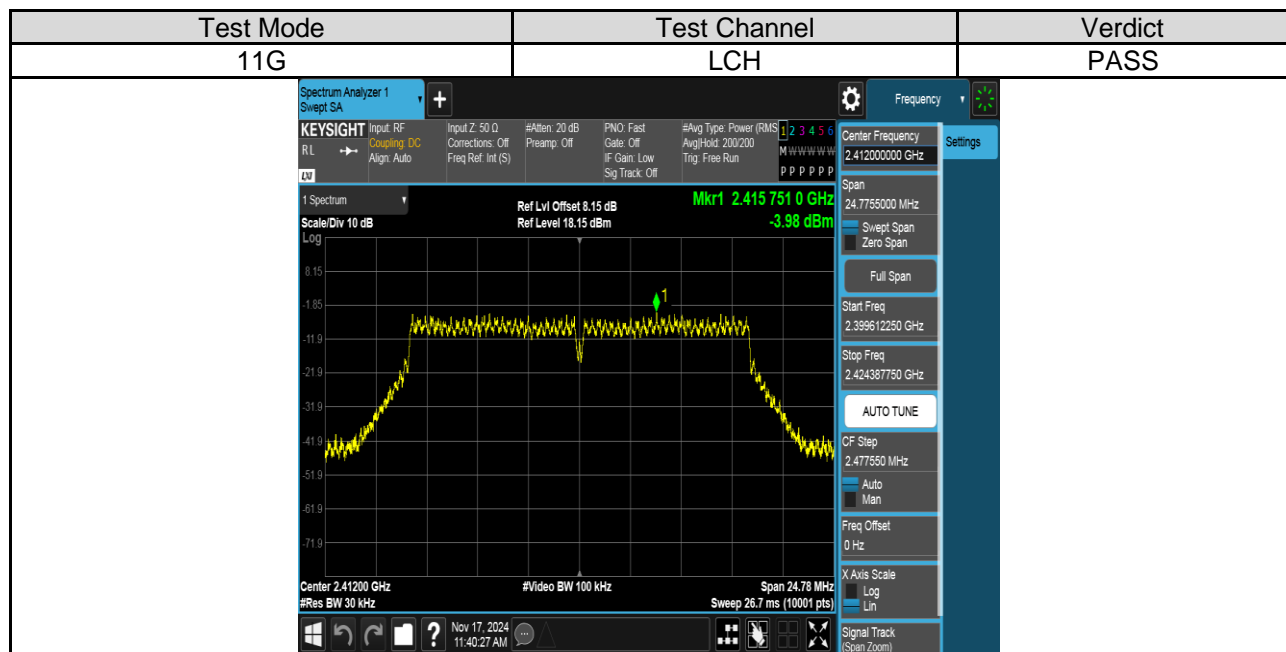 Test Mode Test Channel Verdict
11G LCH PASS
Spectrum Analyzer 1
Swept SA
+
Frequency
Settings
KEYSIGHT
RL
LXI
Input: RF
Coupling: DC
Align: Auto
Input Z: 50 Ω
Corrections: Off
Freq Ref: Int (S)
#Atten: 20 dB
Preamp: Off
PNO: Fast
Gate: Off
IF Gain: Low
Sig Track: Off
#Avg Type: Power (RMS
Avg|Hold: 200/200
Trig: Free Run
1 2 3 4 5 6
M W W W W W
P P P P P P
1 Spectrum
Scale/Div 10 dB
Ref Lvl Offset 8.15 dB
Ref Level 18.15 dBm
Mkr1 2.415 751 0 GHz
-3.98 dBm
Log
8.15
-1.85
-11.9
-21.9
-31.9
-41.9
-51.9
-61.9
-71.9
1
Center 2.41200 GHz
#Res BW 30 kHz
#Video BW 100 kHz
Span 24.78 MHz
Sweep 26.7 ms (10001 pts)
Center Frequency
2.412000000 GHz
Span
24.7755000 MHz
Swept Span
Zero Span
Full Span
Start Freq
2.399612250 GHz
Stop Freq
2.424387750 GHz
AUTO TUNE
CF Step
2.477550 MHz
Auto
Man
Freq Offset
0 Hz
X Axis Scale
Log
Lin
Signal Track
(Span Zoom)
?
Nov 17, 2024
11:40:27 AM